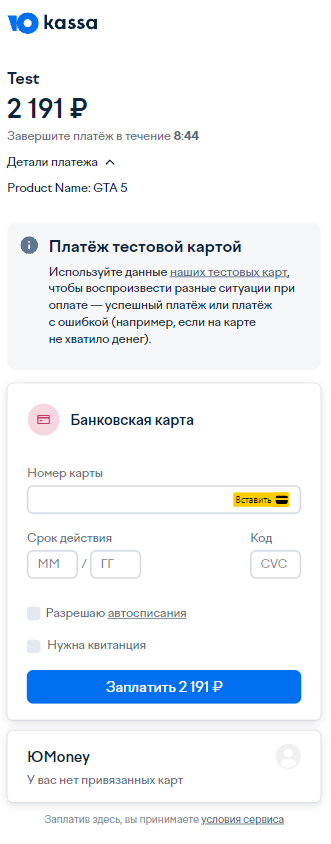 Ю kassa
Test
2 191 ₽
Завершите платёж в течение 8:44
Детали платежа
Product Name: GTA 5
Платёж тестовой картой
Используйте данные наших тестовых карт,
чтобы воспроизвести разные ситуации при
оплате — успешный платёж или платёж
с ошибкой (например, если на карте
не хватило денег).
Банковская карта
Номер карты
Вставить
Срок действия Код
ММ / ГГ CVC
Разрешаю автосписания
Нужна квитанция
Заплатить 2 191 ₽
ЮMoney
У вас нет привязанных карт
Заплатив здесь, вы принимаете условия сервиса